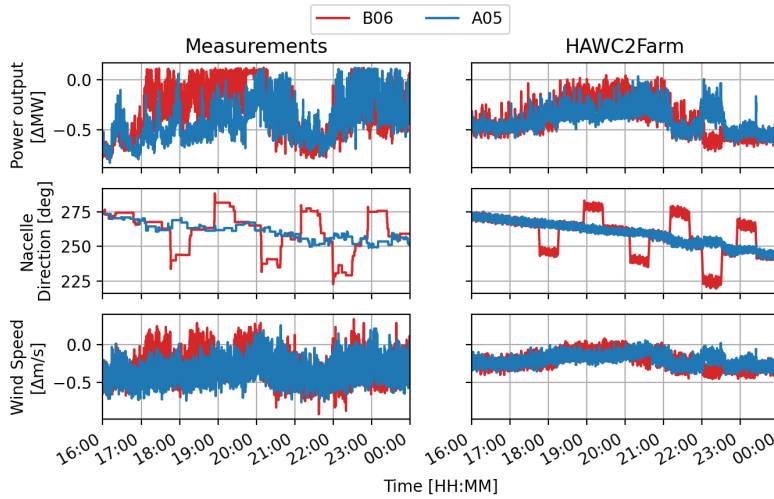 B06 A05
Measurements HAWC2Farm
Power output
[ΔMW]
0.0
−0.5
Nacelle
Direction [deg]
275
250
225
Wind Speed
[Δm/s]
0.0
−0.5
16:00 17:00 18:00 19:00 20:00 21:00 22:00 23:00 00:00 16:00 17:00 18:00 19:00 20:00 21:00 22:00 23:00 00:00
Time [HH:MM]